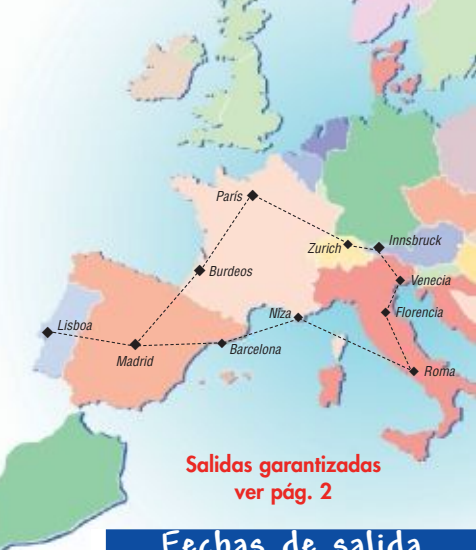 París
Zurich
Innsbruck
Burdeos
Venecia
Niza
Florencia
Lisboa
Madrid
Barcelona
Roma
Salidas garantizadas
ver pág. 2
Fechas de salida